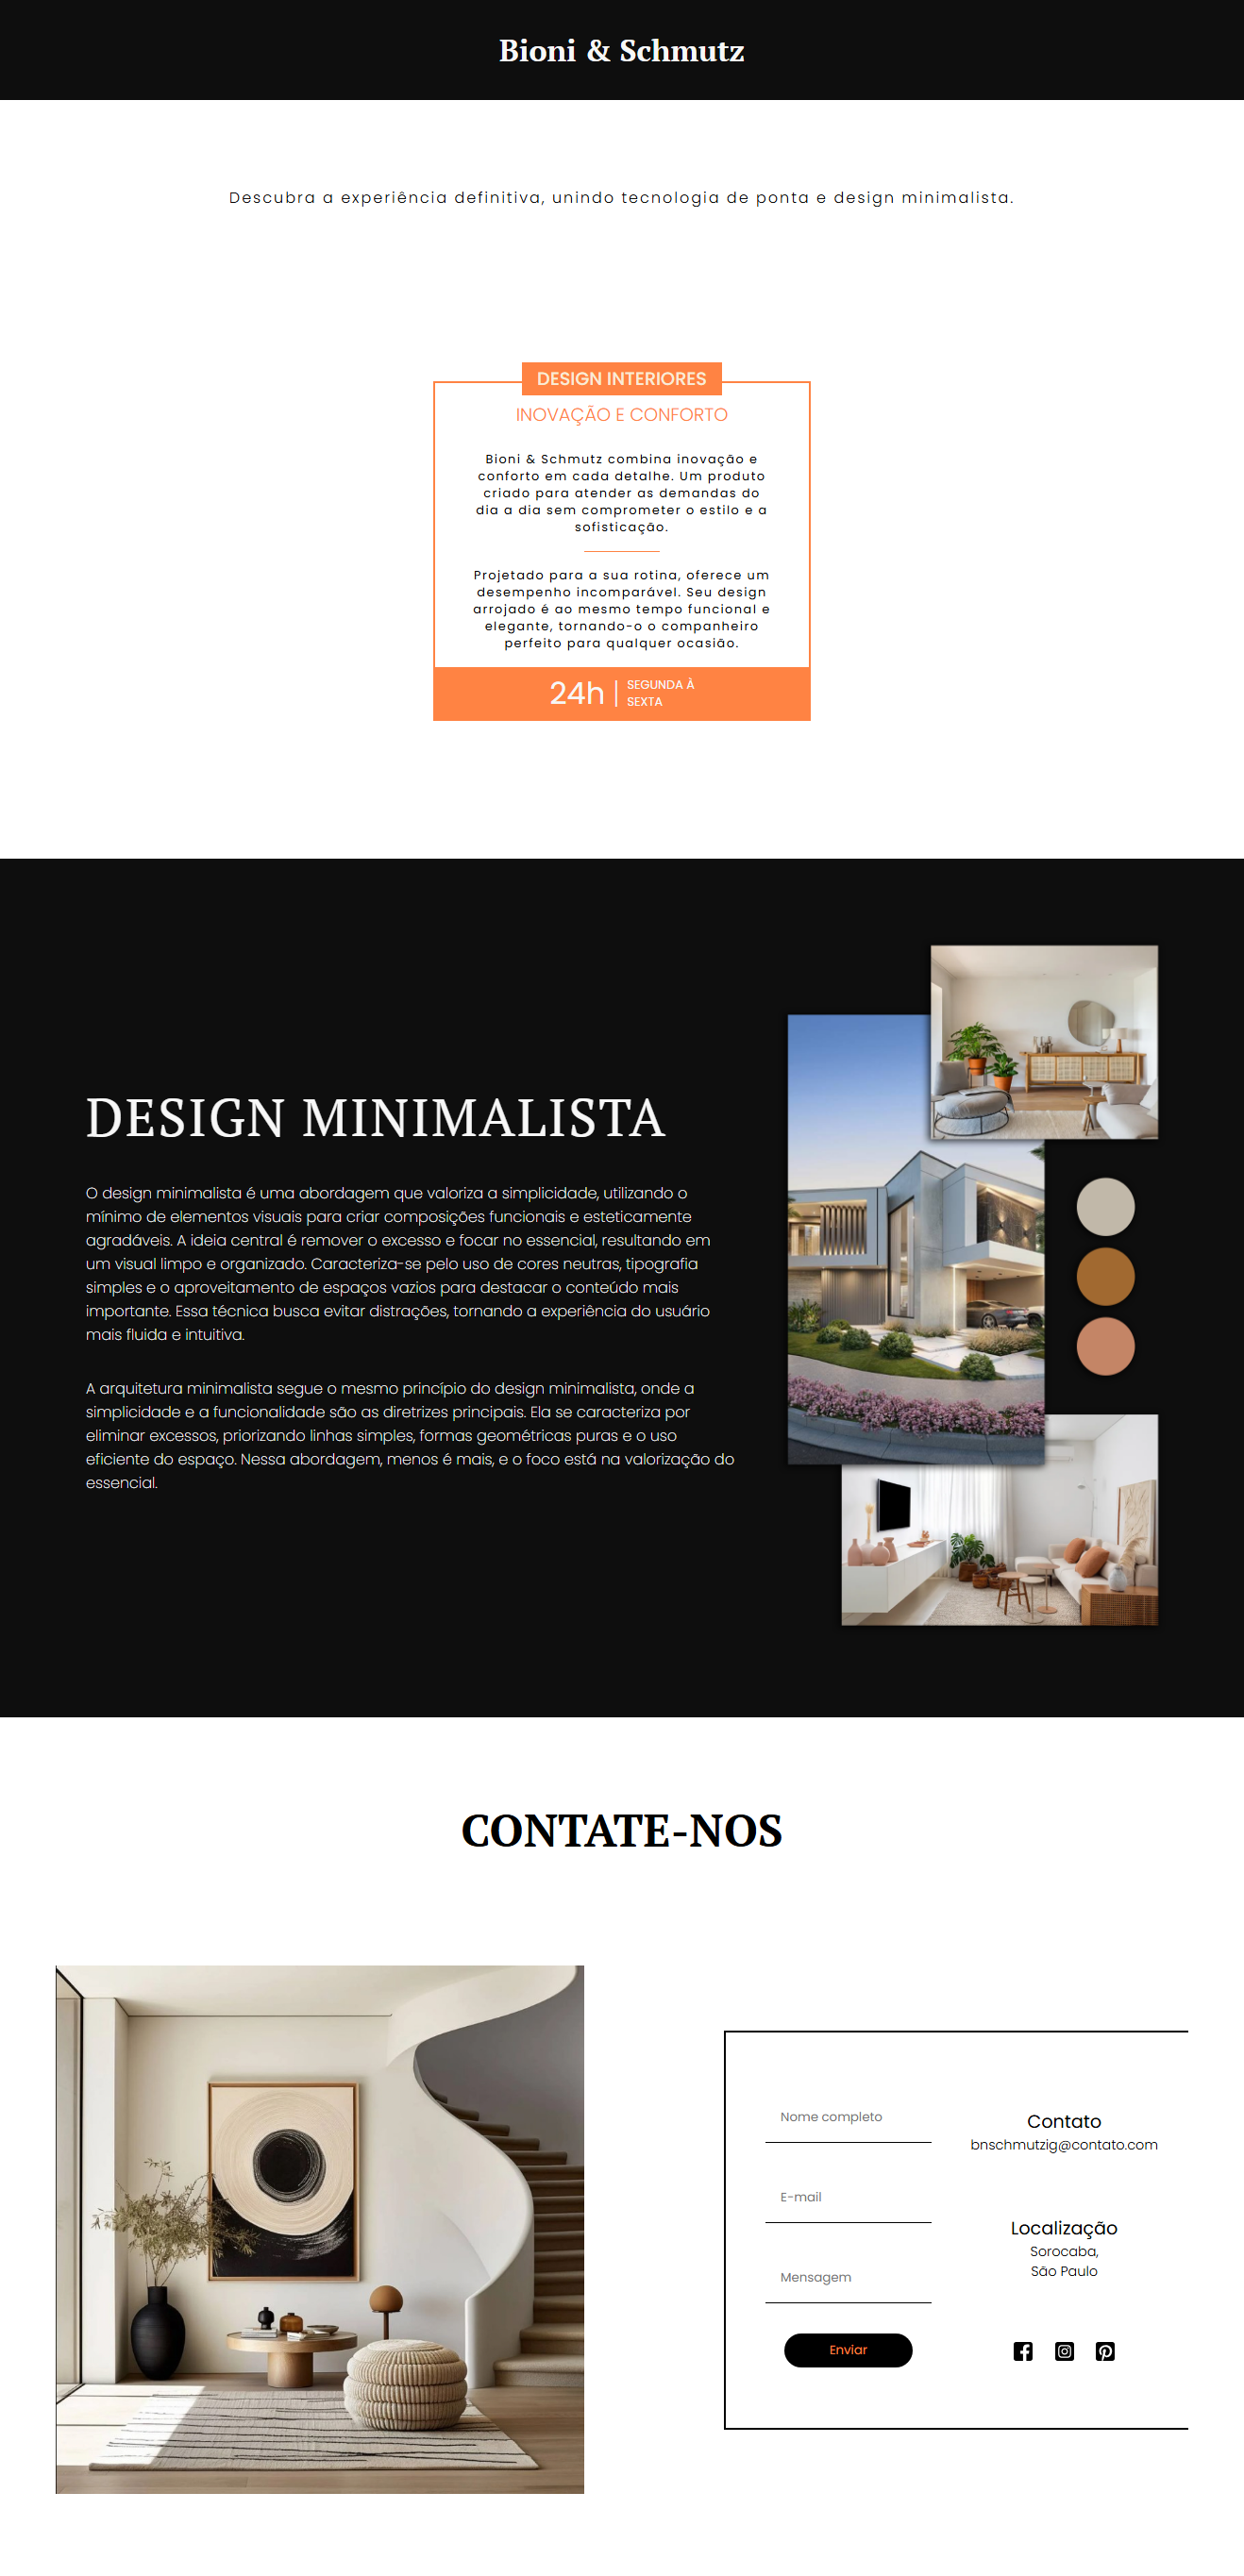 Bioni & Schmutz
Descubra a experiência definitiva, unindo tecnologia de ponta e design minimalista.
DESIGN INTERIORES
INOVAÇÃO E CONFORTO
Bioni & Schmutz combina inovação e
conforto em cada detalhe. Um produto
criado para atender as demandas do
dia a dia sem comprometer o estilo e a
sofisticação.
Projetado para a sua rotina, oferece um
desempenho incomparável. Seu design
arrojado é ao mesmo tempo funcional e
elegante, tornando-o o companheiro
perfeito para qualquer ocasião.
24h
SEGUNDA À
SEXTA
DESIGN MINIMALISTA
O design minimalista é uma abordagem que valoriza a simplicidade, utilizando o
mínimo de elementos visuais para criar composições funcionais e esteticamente
agradáveis. A ideia central é remover o excesso e focar no essencial, resultando em
um visual limpo e organizado. Caracteriza-se pelo uso de cores neutras, tipografia
simples e o aproveitamento de espaços vazios para destacar o conteúdo mais
importante. Essa técnica busca evitar distrações, tornando a experiência do usuário
mais fluida e intuitiva.
A arquitetura minimalista segue o mesmo princípio do design minimalista, onde a
simplicidade e a funcionalidade são as diretrizes principais. Ela se caracteriza por
eliminar excessos, priorizando linhas simples, formas geométricas puras e o uso
eficiente do espaço. Nessa abordagem, menos é mais, e o foco está na valorização do
essencial.
CONTATE-NOS
Nome completo
E-mail
Mensagem
Enviar
Contato
bnschmutzig@contato.com
Localização
Sorocaba,
São Paulo